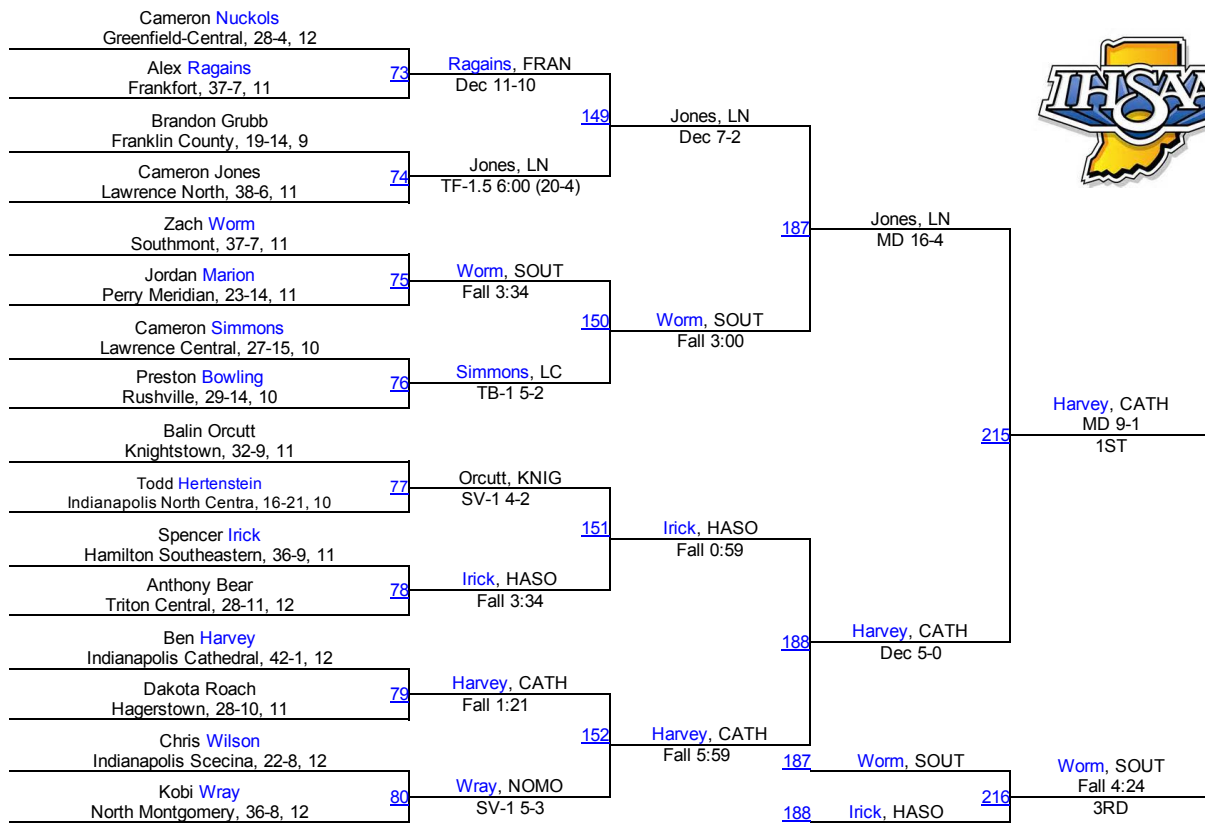 Cameron Nuckols
Greenfield-Central, 28-4, 12
Alex Ragains
Frankfort, 37-7, 11
73
Ragains, FRAN
Dec 11-10
Brandon Grubb
Franklin County, 19-14, 9
Cameron Jones
Lawrence North, 38-6, 11
74
Jones, LN
TF-1.5 6:00 (20-4)
149
Jones, LN
Dec 7-2
Zach Worm
Southmont, 37-7, 11
Jordan Marion
Perry Meridian, 23-14, 11
75
Worm, SOUT
Fall 3:34
Cameron Simmons
Lawrence Central, 27-15, 10
Preston Bowling
Rushville, 29-14, 10
76
Simmons, LC
TB-1 5-2
150
Worm, SOUT
Fall 3:00
187
Jones, LN
MD 16-4
Balin Orcutt
Knightstown, 32-9, 11
Todd Hertenstein
Indianapolis North Centra, 16-21, 10
77
Orcutt, KNIG
SV-1 4-2
Spencer Irick
Hamilton Southeastern, 36-9, 11
Anthony Bear
Triton Central, 28-11, 12
78
Irick, HASO
Fall 3:34
151
Irick, HASO
Fall 0:59
Ben Harvey
Indianapolis Cathedral, 42-1, 12
Dakota Roach
Hagerstown, 28-10, 11
79
Harvey, CATH
Fall 1:21
Chris Wilson
Indianapolis Scecina, 22-8, 12
Kobi Wray
North Montgomery, 36-8, 12
80
Wray, NOMO
SV-1 5-3
152
Harvey, CATH
Fall 5:59
188
Harvey, CATH
Dec 5-0
215
Harvey, CATH
MD 9-1
1ST
187
Worm, SOUT
188
Irick, HASO
216
Worm, SOUT
Fall 4:24
3RD
IHSAA